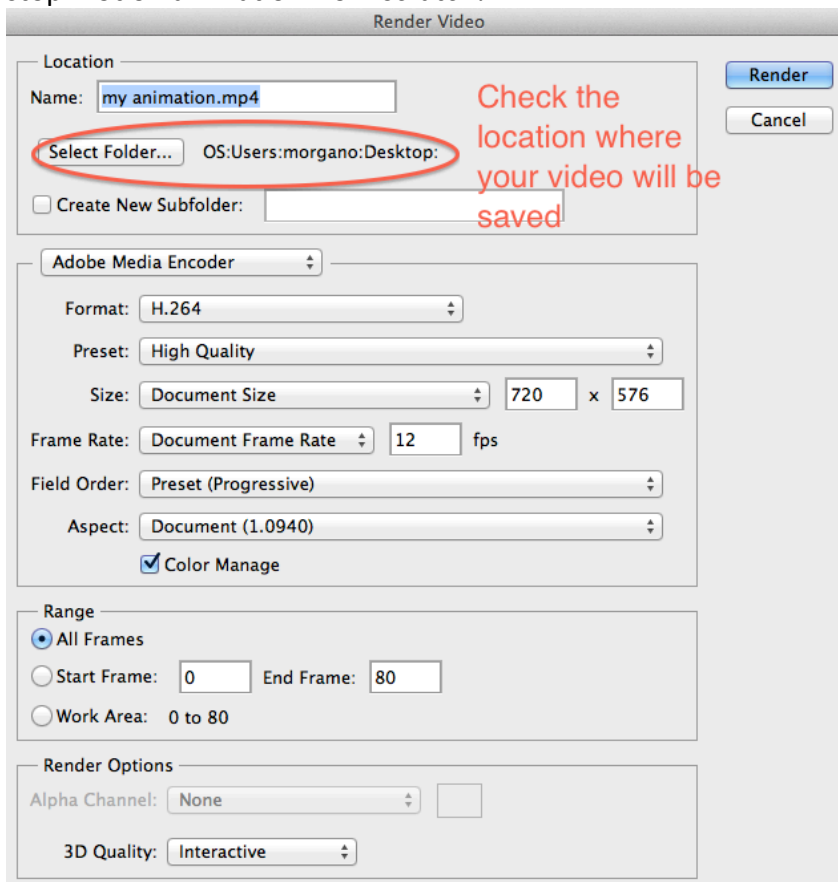 Render Video
Location
Name: my animation.mp4
Select Folder... OS:Users:morgano:Desktop:
Create New Subfolder:
Check the
location where
your video will be
saved
Render
Cancel
Adobe Media Encoder
Format: H.264
Preset: High Quality
Size: Document Size 720 x 576
Frame Rate: Document Frame Rate 12 fps
Field Order: Preset (Progressive)
Aspect: Document (1.0940)
Color Manage
Range
All Frames
Start Frame: 0 End Frame: 80
Work Area: 0 to 80
Render Options
Alpha Channel: None
3D Quality: Interactive